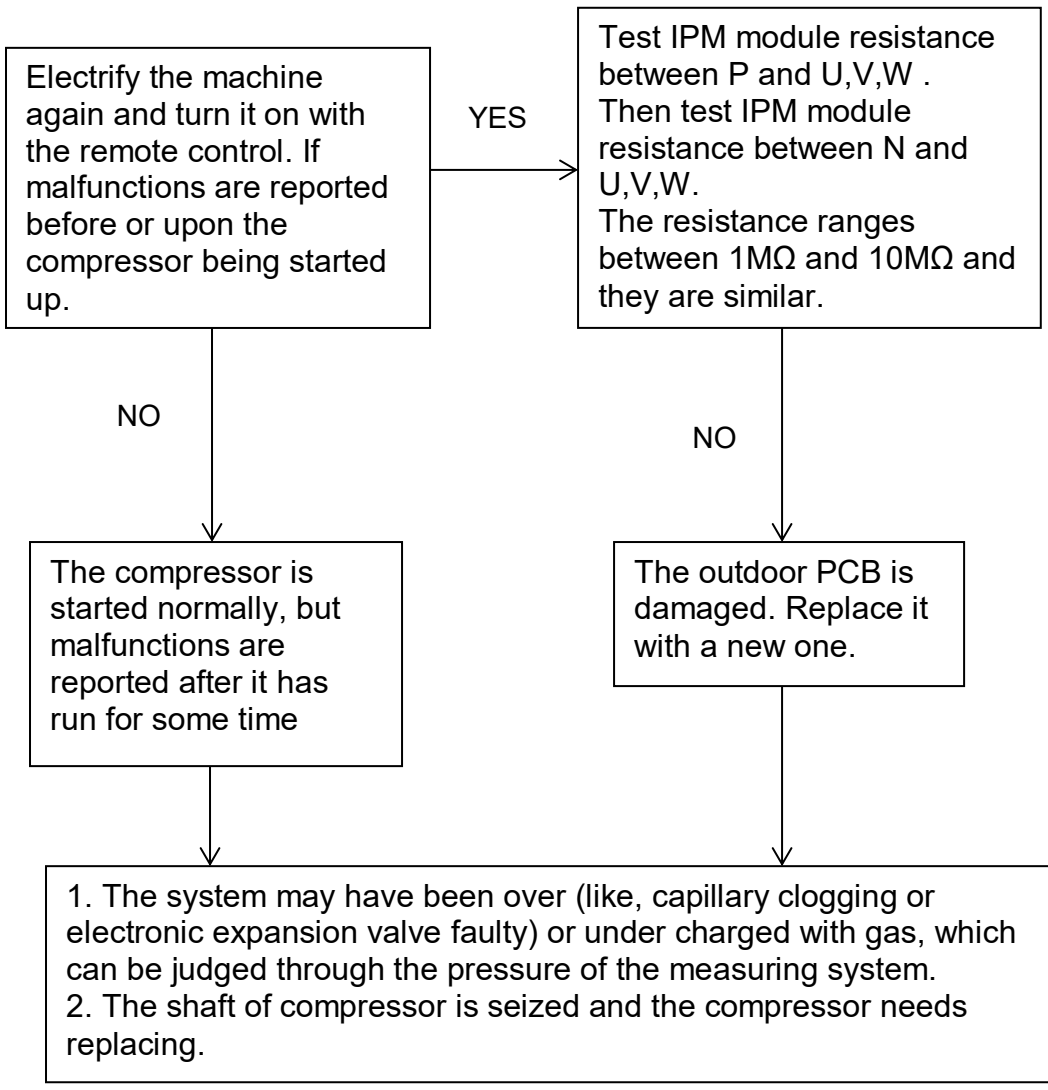 Electrify the machine
again and turn it on with
the remote control. If
malfunctions are reported
before or upon the
compressor being started
up.
YES
Test IPM module resistance
between P and U,V,W .
Then test IPM module
resistance between N and
U,V,W.
The resistance ranges
between 1MΩ and 10MΩ and
they are similar.
NO
NO
The compressor is
started normally, but
malfunctions are
reported after it has
run for some time
The outdoor PCB is
damaged. Replace it
with a new one.
1. The system may have been over (like, capillary clogging or
electronic expansion valve faulty) or under charged with gas, which
can be judged through the pressure of the measuring system.
2. The shaft of compressor is seized and the compressor needs
replacing.